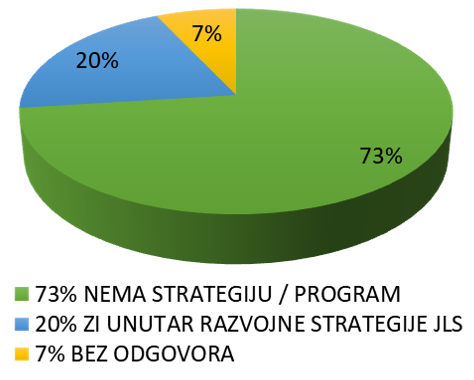 7%
20%
73%
73% NEMA STRATEGIJU / PROGRAM
20% ZI UNUTAR RAZVOJNE STRATEGIJE JLS
7% BEZ ODGOVORA